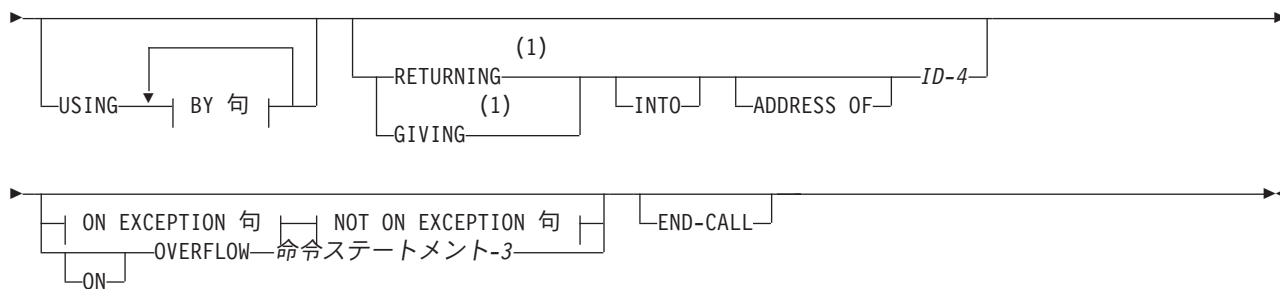 (1)
RETURNING ID-4
USING BY 句 (1) INTO ADDRESS OF
GIVING
ON EXCEPTION 句 NOT ON EXCEPTION 句 END-CALL
OVERFLOW 命令ステートメント-3
ON